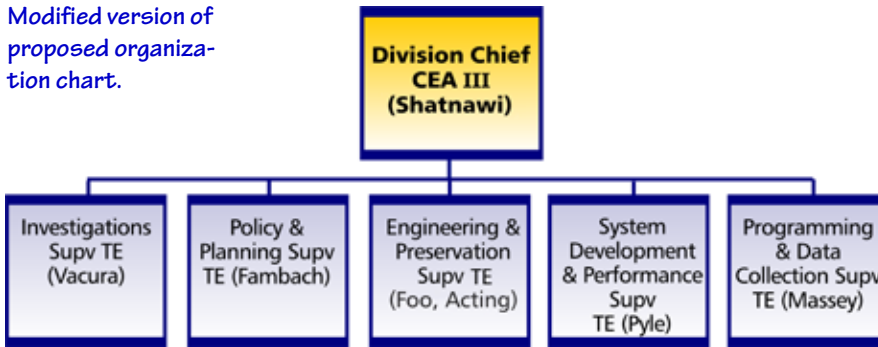 Modified version of
proposed organiza-
tion chart.
Division Chief
CEA III
(Shatnawi)
Investigations
Supv TE
(Vacura)
Policy &
Planning Supv
TE (Fambach)
Engineering &
Preservation
Supv TE
(Foo, Acting)
System
Development
& Performance
Supv
TE (Pyle)
Programming
& Data
Collection Supv
TE (Massey)